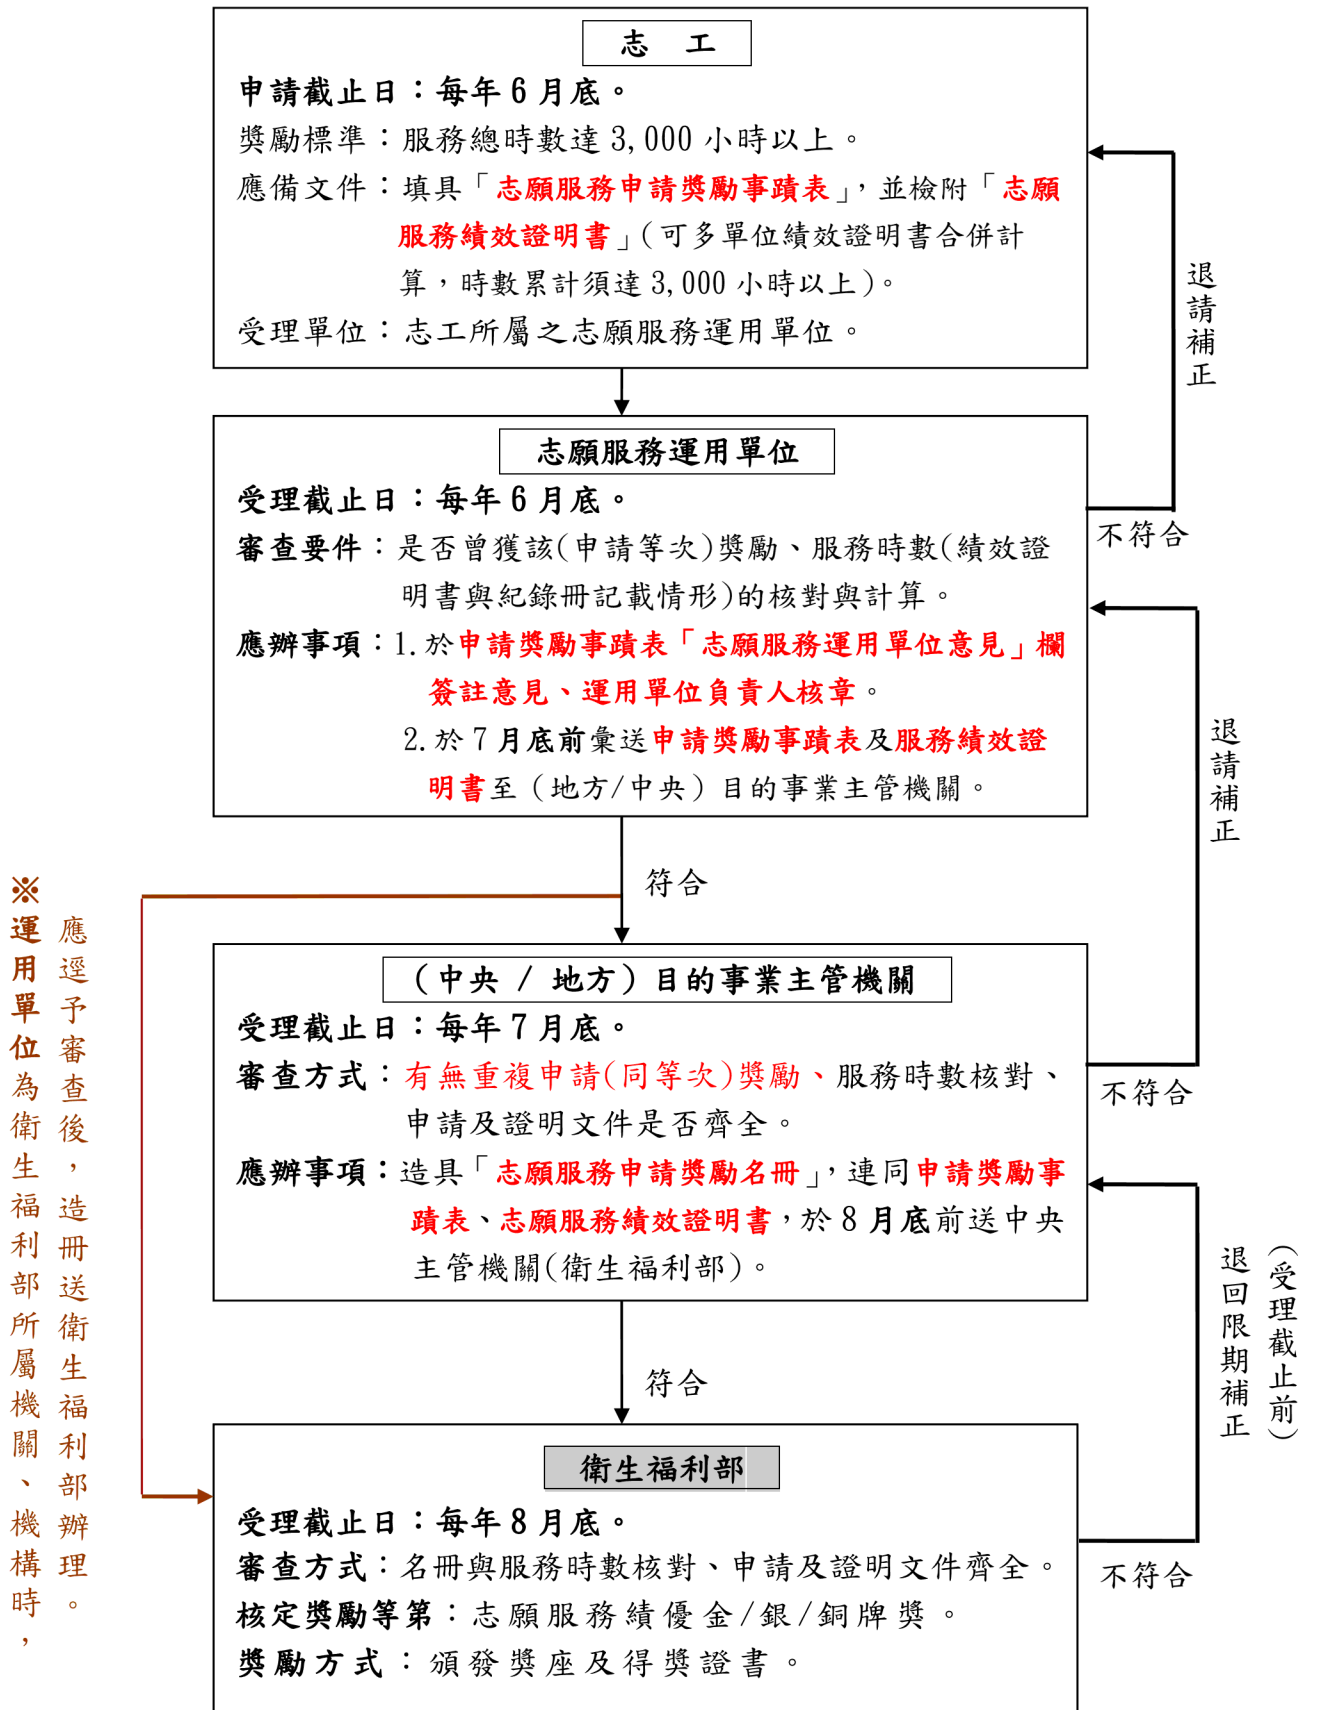 志　工
申請截止日：每年6月底。
獎勵標準：服務總時數達3,000小時以上。
應備文件：填具「志願服務申請獎勵事蹟表」，並檢附「志願
服務績效證明書」(可多單位績效證明書合併計
算，時數累計須達3,000小時以上)。
受理單位：志工所屬之志願服務運用單位。
退請補正
志願服務運用單位
受理截止日：每年6月底。
審查要件：是否曾獲該(申請等次)獎勵、服務時數(績效證
明書與紀錄冊記載情形)的核對與計算。
應辦事項：1.於申請獎勵事蹟表「志願服務運用單位意見」欄
簽註意見、運用單位負責人核章。
2.於7月底前彙送申請獎勵事蹟表及服務績效證
明書至（地方/中央）目的事業主管機關。
不符合
退請補正
符合
※運用單位為衛生福利部所屬機關、機構時，
應逕予審查後，造冊送衛生福利部辦理。
（中央 / 地方）目的事業主管機關
受理截止日：每年7月底。
審查方式：有無重複申請(同等次)獎勵、服務時數核對、
申請及證明文件是否齊全。
應辦事項：造具「志願服務申請獎勵名冊」，連同申請獎勵事
蹟表、志願服務績效證明書，於8月底前送中央
主管機關(衛生福利部)。
不符合
（受理截止前）
退回限期補正
符合
衛生福利部
受理截止日：每年8月底。
審查方式：名冊與服務時數核對、申請及證明文件齊全。
核定獎勵等第：志願服務績優金/銀/銅牌獎。
獎勵方式：頒發獎座及得獎證書。
不符合